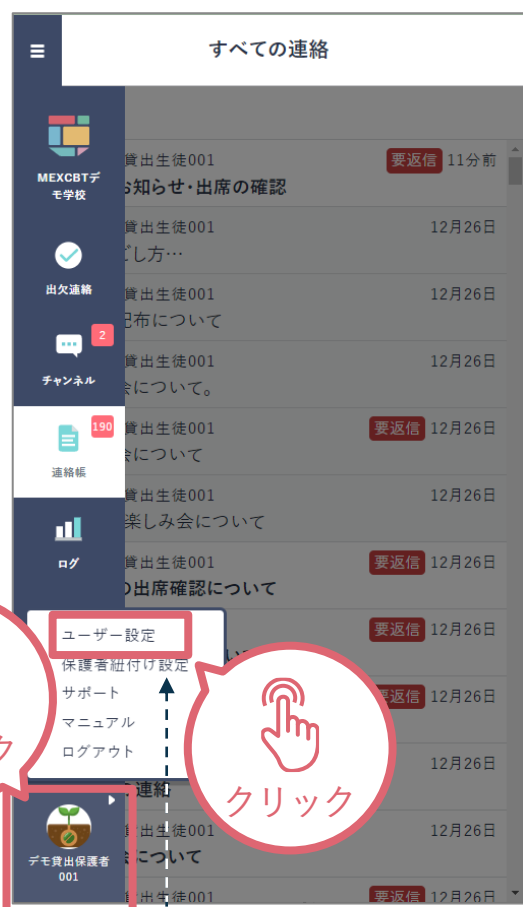 すべての連絡
MEXCBTデ
モ学校
出欠連絡
2
チャンネル
190
連絡帳
ログ
貸出生徒001
要返信 11分前
お知らせ・出席の確認
貸出生徒001
12月26日
ごし方…
貸出生徒001
12月26日
配布について
貸出生徒001
12月26日
会について。
貸出生徒001
要返信 12月26日
会について
貸出生徒001
12月26日
楽しみ会について
貸出生徒001
要返信 12月26日
の出席確認について
要返信 12月26日
要返信 12月26日
12月26日
の連絡
貸出生徒001
12月26日
会について
貸出生徒001
要返信 12月26日
ユーザー設定
保護者紐付け設定
サポート
マニュアル
ログアウト
ク
クリック
デモ貸出保護者
001